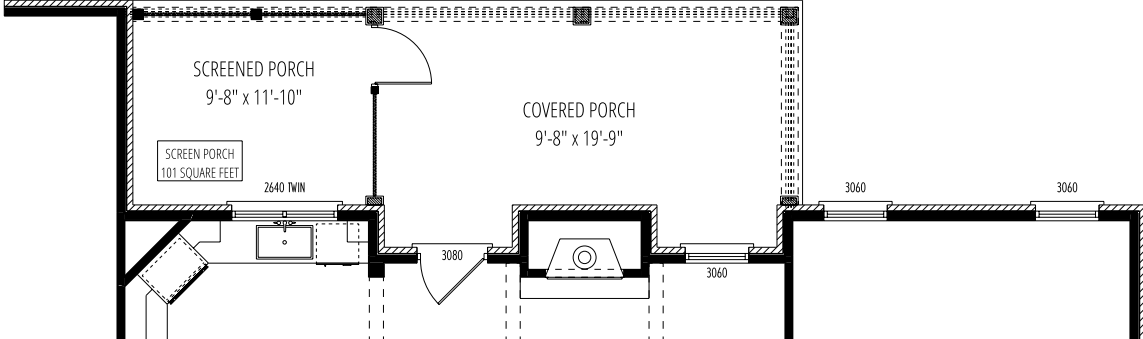 SCREENED PORCH
9'-8" x 11'-10"
COVERED PORCH
9'-8" x 19'-9"
SCREEN PORCH
101 SQUARE FEET
2640 TWIN
3060
3060
3080
3060